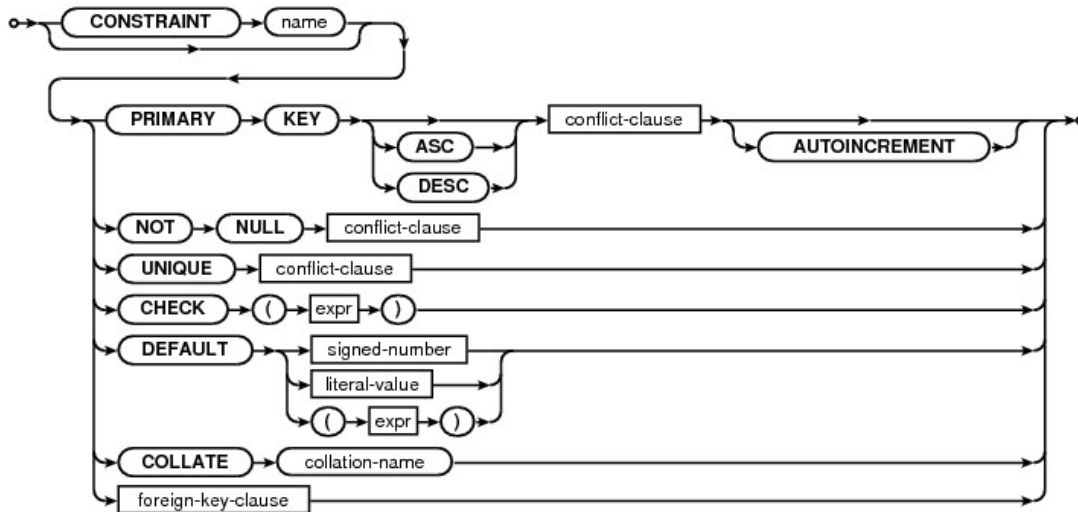 CONSTRAINT name
PRIMARY KEY conflict-clause
ASC AUTOINCREMENT
DESC
NOT NULL conflict-clause
UNIQUE conflict-clause
CHECK ( expr )
DEFAULT signed-number
literal-value
( expr )
COLLATE collation-name
foreign-key-clause